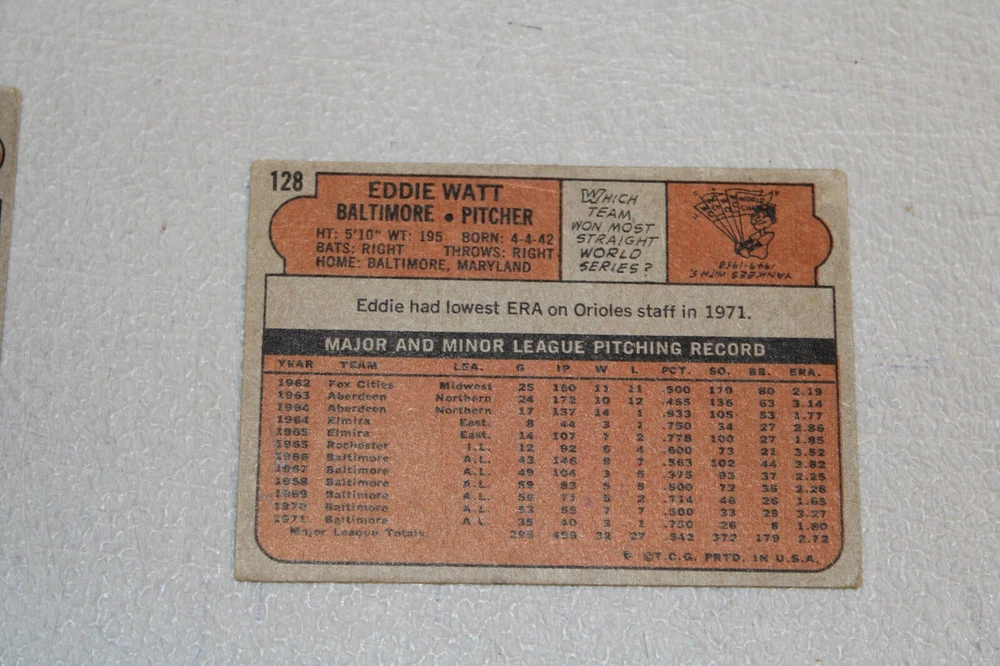 128
EDDIE WATT
BALTIMORE • PITCHER
HT: 5'10" WT: 195 BORN: 4-4-42
BATS: RIGHT THROWS: RIGHT
HOME: BALTIMORE, MARYLAND
WHICH
TEAM
WON MOST
STRAIGHT
WORLD
SERIES?
WORLD
YANKEES WITH 5
1949-1953
Eddie had lowest ERA on Orioles staff in 1971.
MAJOR AND MINOR LEAGUE PITCHING RECORD
YEAR TEAM LEA. G IP W L PCT. SO. BB. ERA.
1962 Fox Cities Midwest 25 160 11 11 .500 170 80 2.19
1963 Aberdeen Northern 24 172 10 12 .455 136 63 3.14
1964 Aberdeen Northern 17 137 14 1 .933 105 53 1.77
1964 Elmira East. 8 44 3 1 .750 34 27 2.86
1965 Elmira East. 14 107 7 2 .778 100 27 1.85
1965 Rochester I.L. 12 92 6 4 .600 73 21 3.52
1966 Baltimore A.L. 43 146 9 7 .563 102 44 3.82
1967 Baltimore A.L. 49 104 3 5 .375 93 37 2.25
1968 Baltimore A.L. 59 83 5 5 .500 72 35 2.28
1969 Baltimore A.L. 56 71 5 2 .714 46 26 1.65
1970 Baltimore A.L. 53 55 7 7 .500 33 29 3.27
1971 Baltimore A.L. 35 40 3 1 .750 26 8 1.80
Major League Totals 295 499 32 27 .542 372 179 2.72
©T.C.G. PRTD. IN U.S.A.